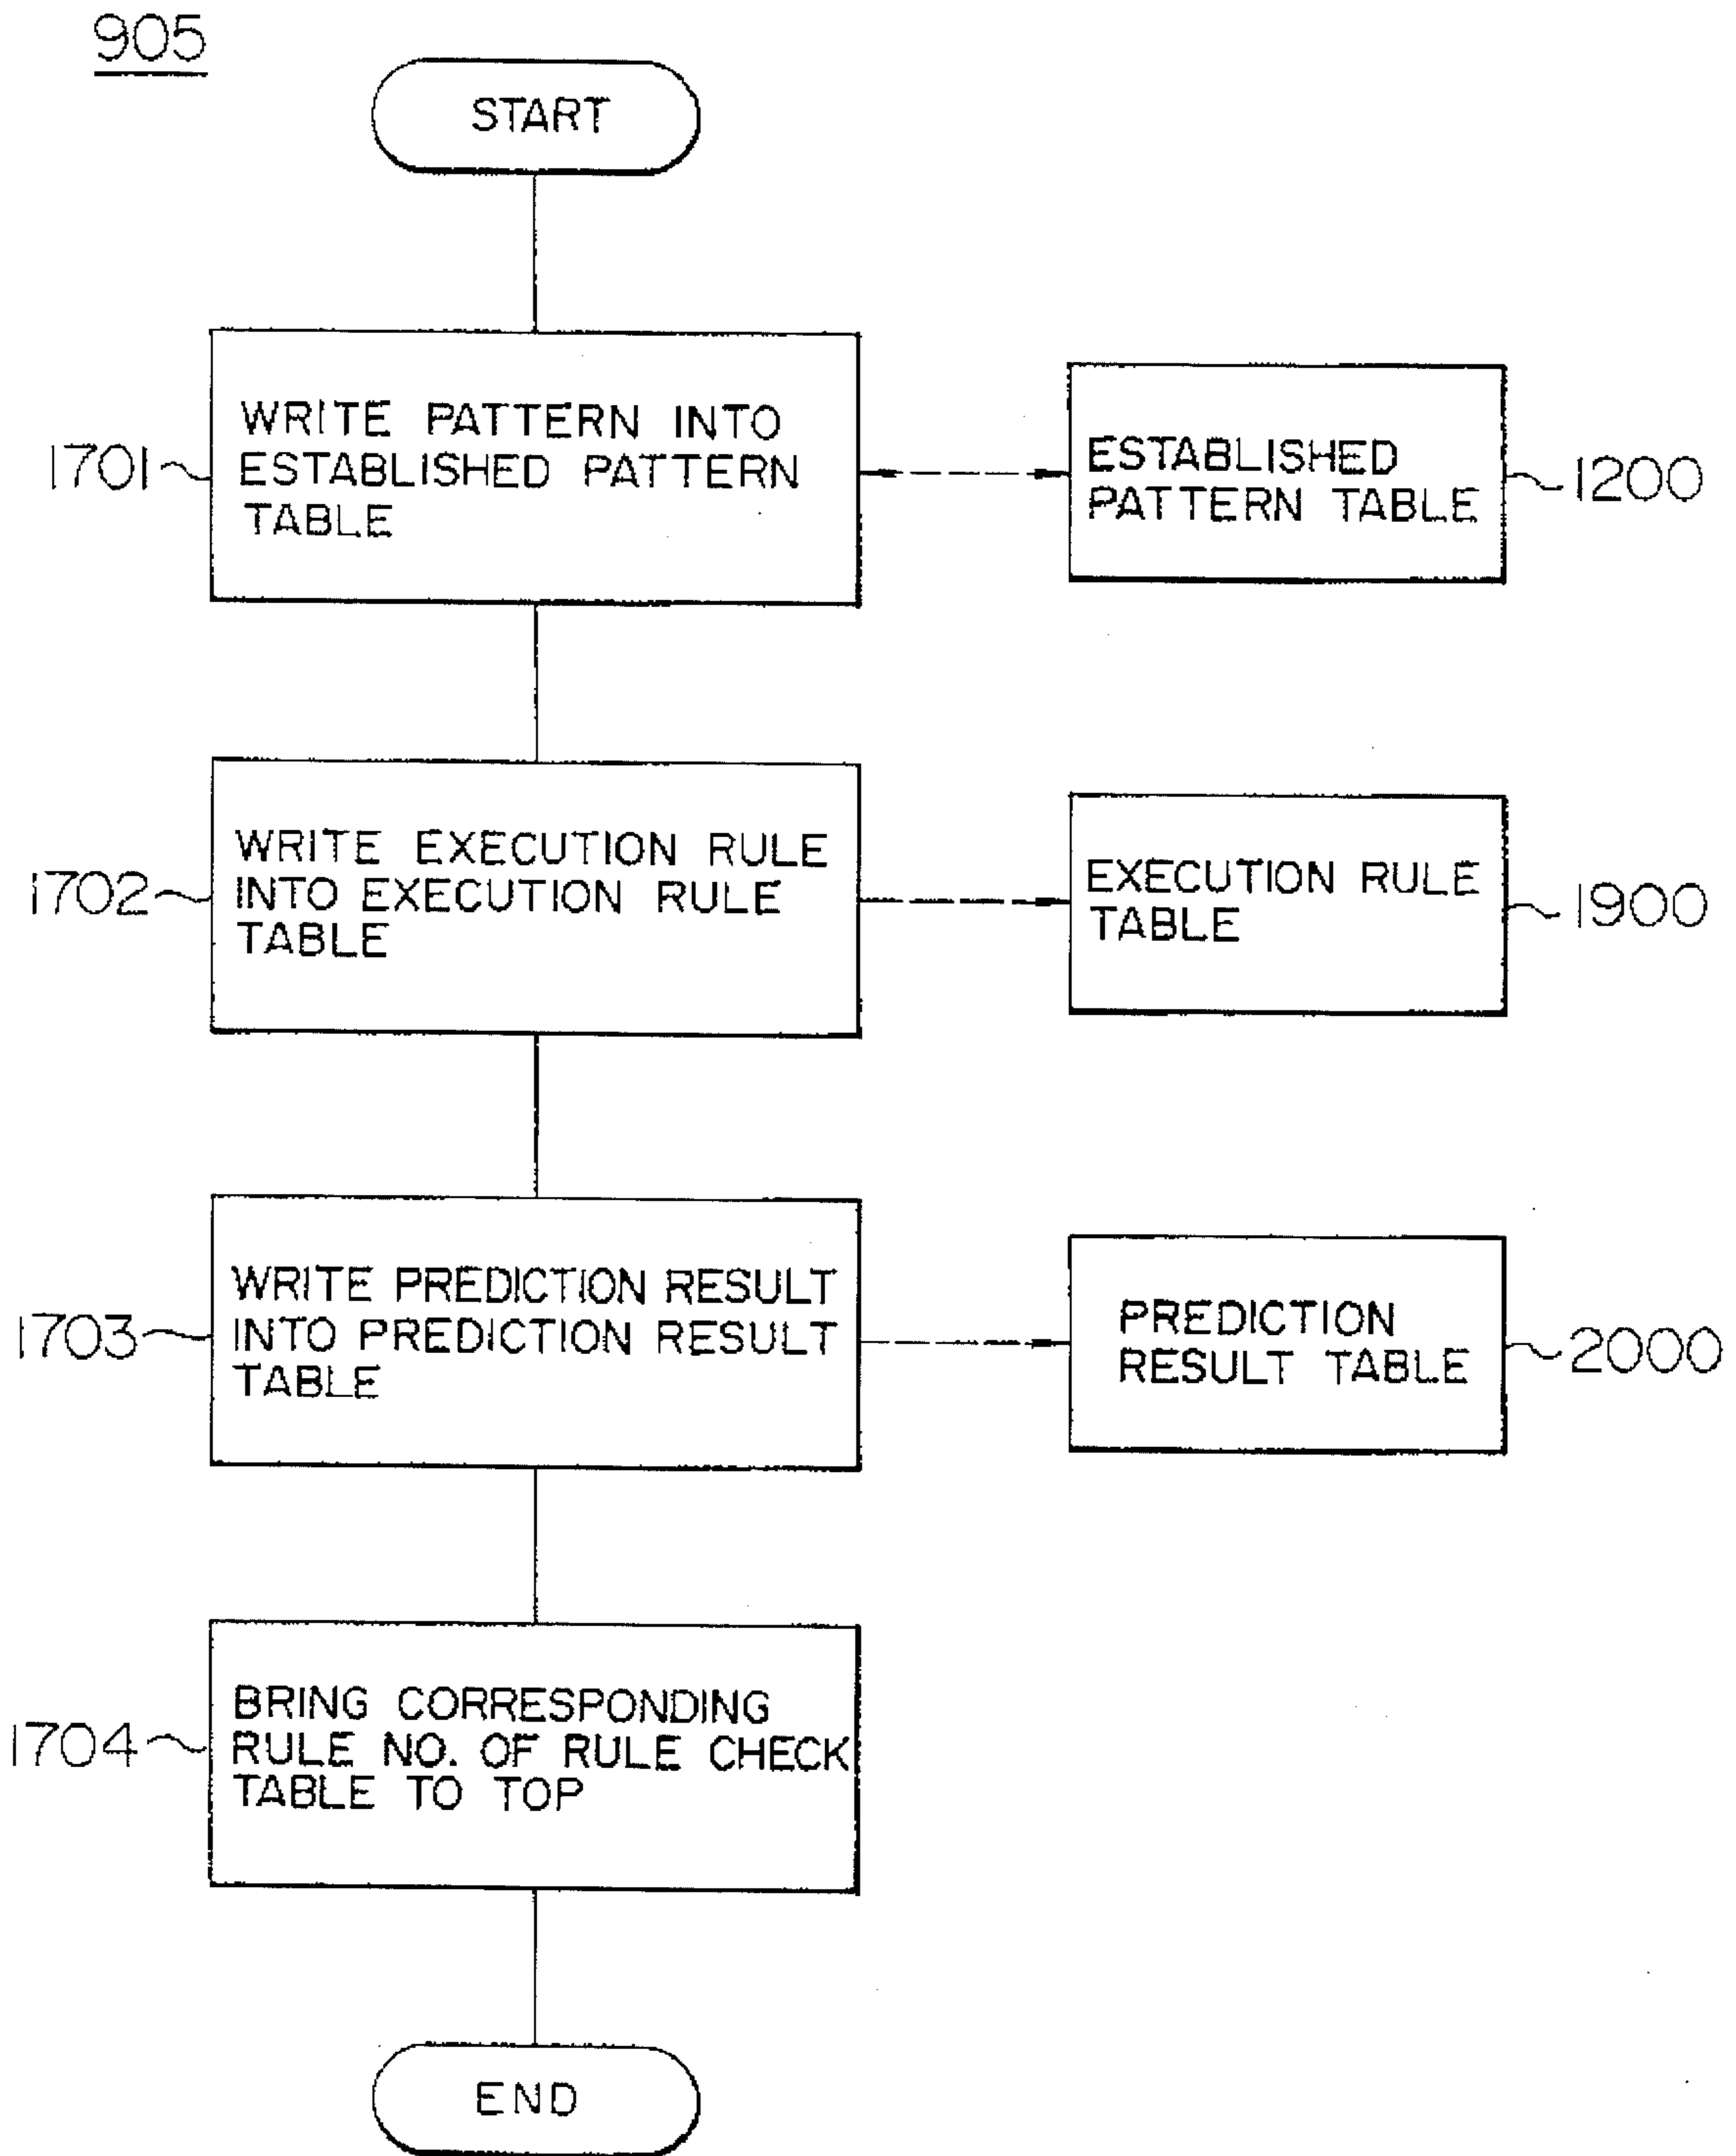 905
START
WRITE PATTERN INTO
ESTABLISHED PATTERN
TABLE
1701
ESTABLISHED
PATTERN TABLE
1200
WRITE EXECUTION RULE
INTO EXECUTION RULE
TABLE
1702
EXECUTION RULE
TABLE
1900
WRITE PREDICTION RESULT
INTO PREDICTION RESULT
TABLE
1703
PREDICTION
RESULT TABLE
2000
BRING CORRESPONDING
RULE NO. OF RULE CHECK
TABLE TO TOP
1704
END